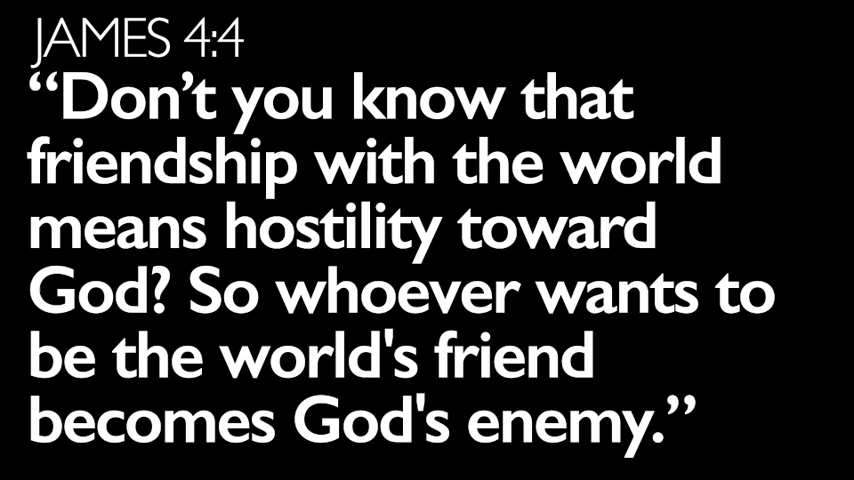 JAMES 4:4
“Don’t you know that
friendship with the world
means hostility toward
God? So whoever wants to
be the world's friend
becomes God's enemy.”